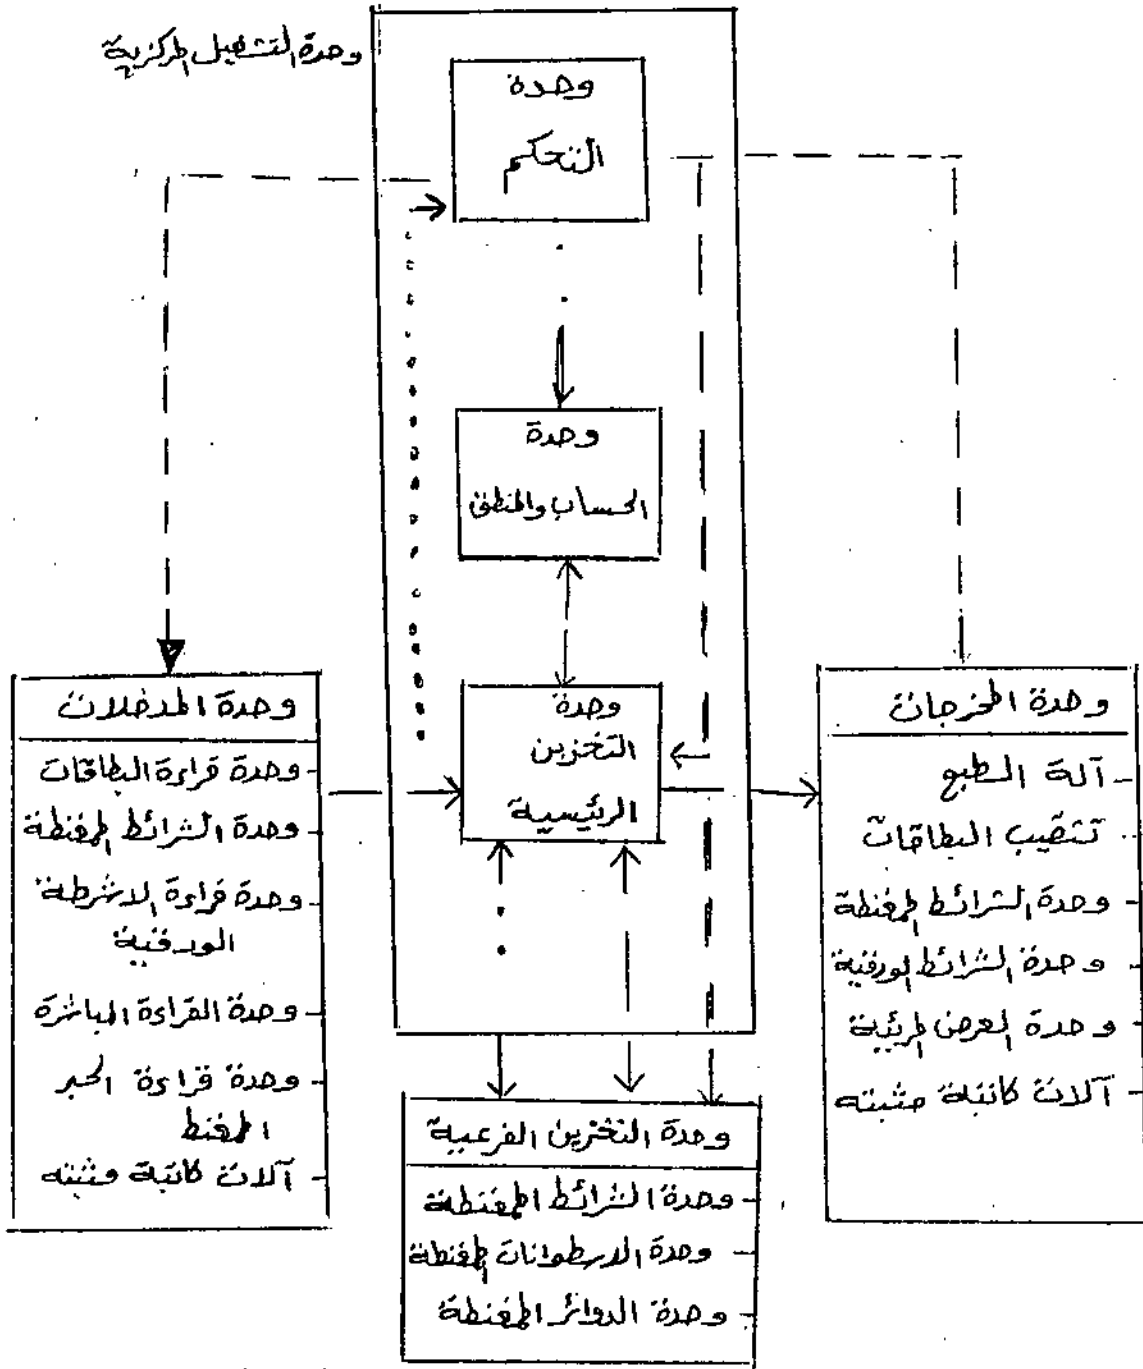 وحدة التشغيل المركزية
وحدة
التحكم
وحدة
الحساب والمنطق
وحدة
التخزين
الرئيسية
وحدة المدخلات
- وحدة قراءة البطاقات
- وحدة الشرائط الممغنطة
- وحدة قراءة الاشرطة
الورقية
- وحدة القراءة المباشرة
- وحدة قراءة الحبر
الممغنط
- آلات كاتبة مثبته
وحدة المخرجات
- آلة الطبع
- تثقيب البطاقات
- وحدة الشرائط الممغنطة
- وحدة الشرائط الورقية
- وحدة العرض المرئية
- آلات كاتبة مثبته
وحدة التخزين الفرعية
- وحدة الشرائط الممغنطة
- وحدة الاسطوانات الممغنطة
- وحدة الدوائر الممغنطة